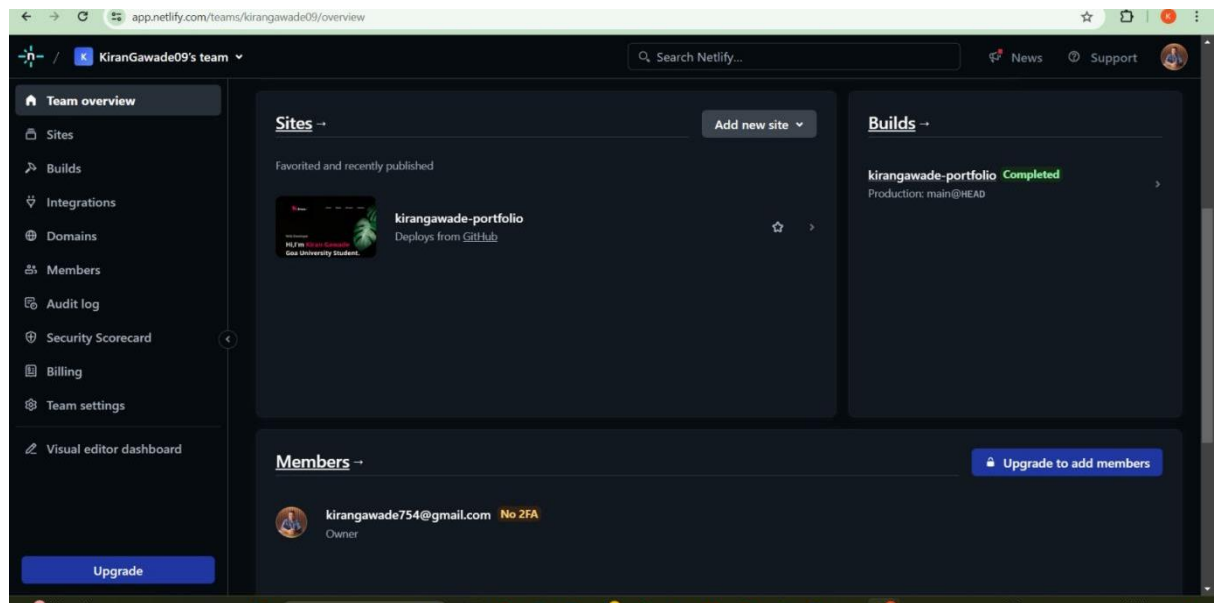 app.netlify.com/teams/kirangawade09/overview
K
n
/
K
KiranGawade09's team
Search Netlify...
News
Support
Team overview
Sites
Builds
Integrations
Domains
Members
Audit log
Security Scorecard
Billing
Team settings
Visual editor dashboard
Upgrade
Sites →
Add new site
Favorited and recently published
Hi,I'm Kiran Gawade
Goa University Student.
kirangawade-portfolio
Deploys from GitHub
Builds →
kirangawade-portfolio Completed
Production: main@HEAD
Members →
Upgrade to add members
kirangawade754@gmail.com No 2FA
Owner